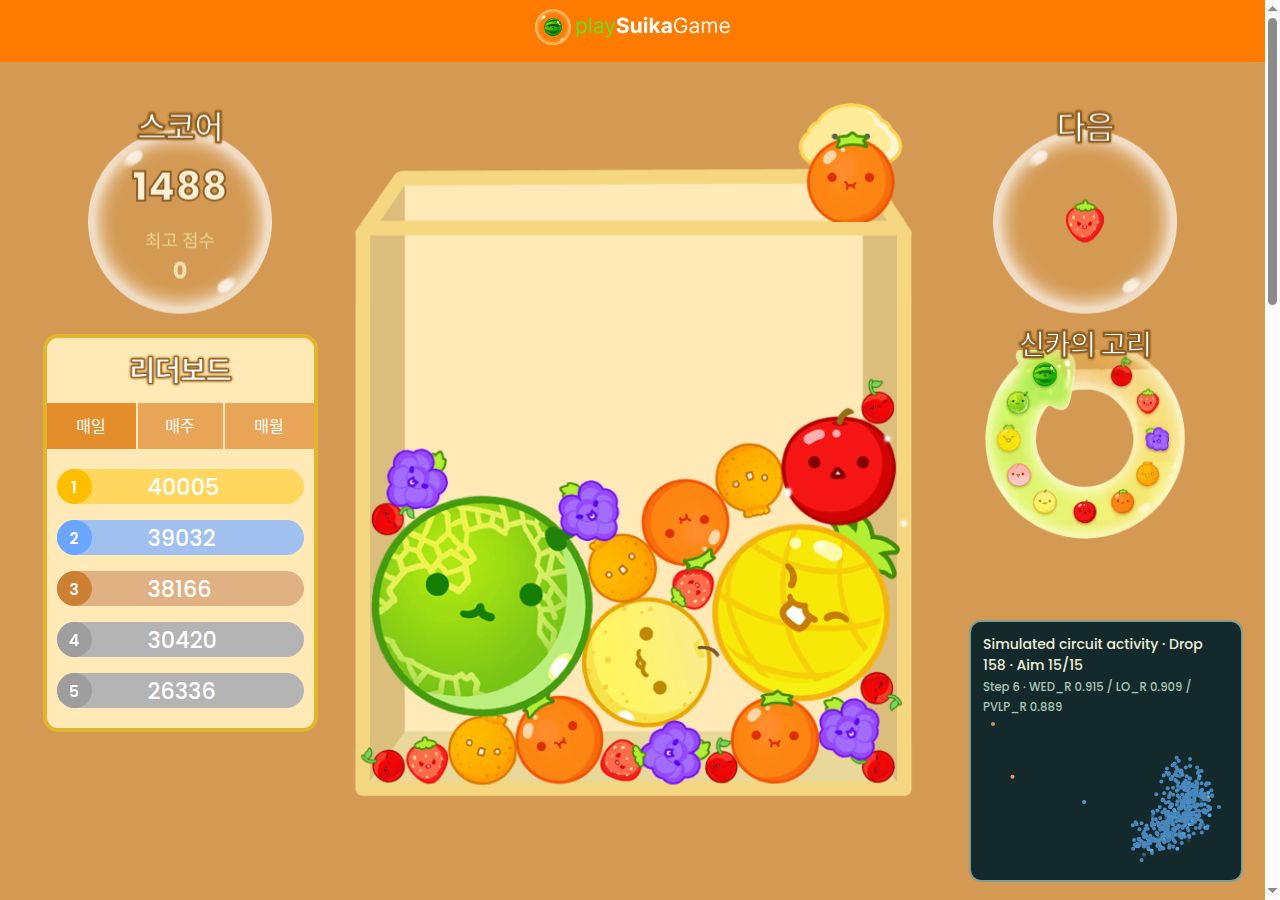 playSuikaGame
스코어
1488
최고 점수
0
다음
리더보드
매일 매주 매월
1 40005
2 39032
3 38166
4 30420
5 26336
신카의 고리
Simulated circuit activity · Drop
158 · Aim 15/15
Step 6 · WED_R 0.915 / LO_R 0.909 /
PVLP_R 0.889